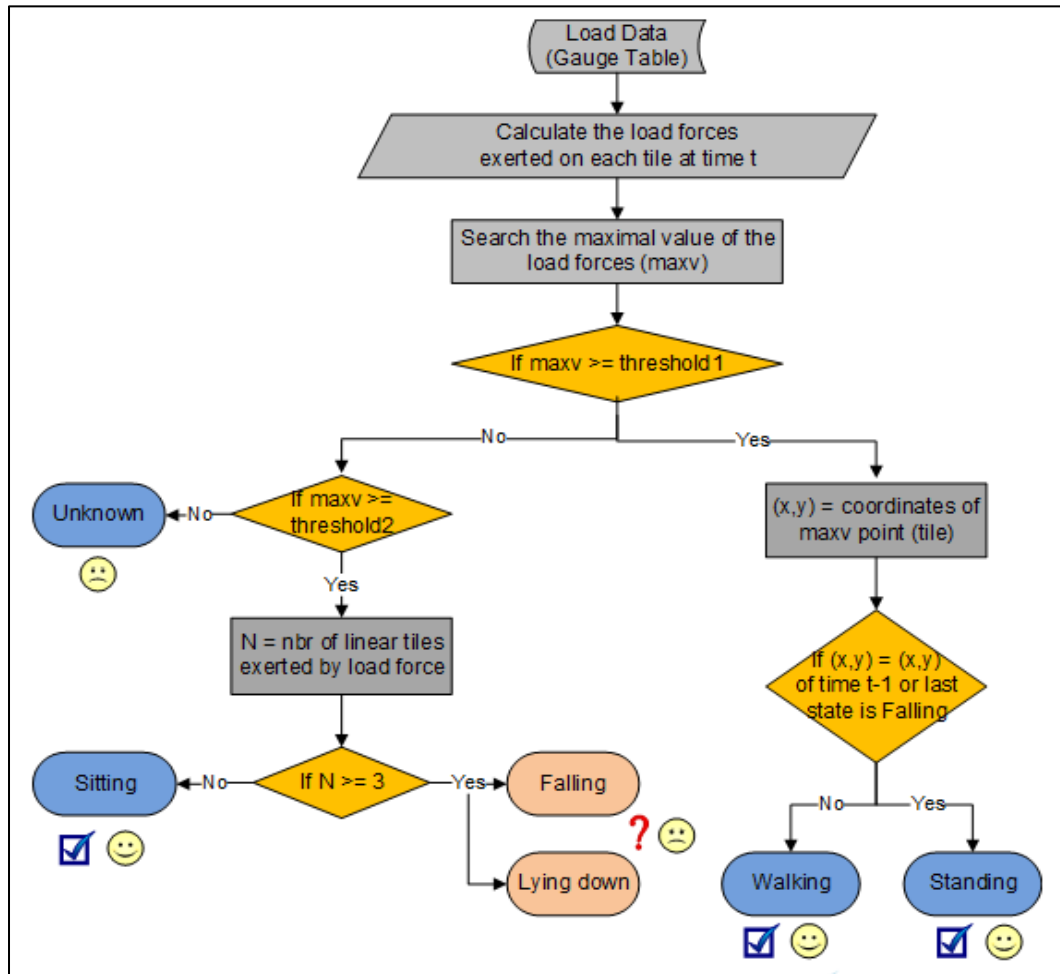 Load Data
(Gauge Table)
Calculate the load forces
exerted on each tile at time t
Search the maximal value of the
load forces (maxv)
If maxv >= threshold1
No
Yes
Unknown
No
If maxv >=
threshold2
(x,y) = coordinates of
maxv point (tile)
Yes
N = nbr of linear tiles
exerted by load force
If (x,y) = (x,y)
of time t-1 or last
state is Falling
Sitting
No
If N >= 3
Yes
Falling
?
No
Yes
Lying down
Walking
Standing